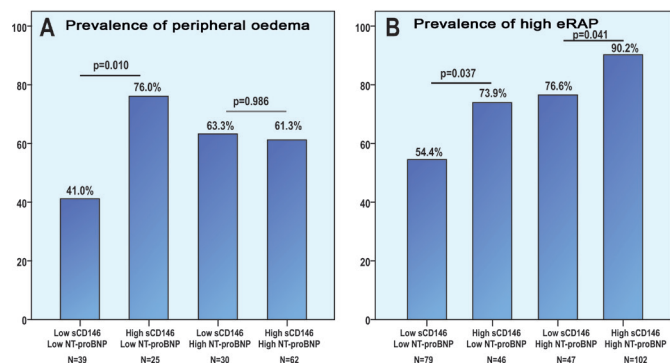 A Prevalence of peripheral oedema
100
80
60
40
20
0
p=0.010
76.0%
p=0.986
63.3%
61.3%
41.0%
Low sCD146 High sCD146 Low sCD146 High sCD146
Low NT-proBNP Low NT-proBNP High NT-proBNP High NT-proBNP
N=39 N=25 N=30 N=62
B Prevalence of high eRAP
100
80
60
40
20
0
p=0.041
90.2%
p=0.037
76.6%
73.9%
54.4%
Low sCD146 High sCD146 Low sCD146 High sCD146
Low NT-proBNP Low NT-proBNP High NT-proBNP High NT-proBNP
N=79 N=46 N=47 N=102